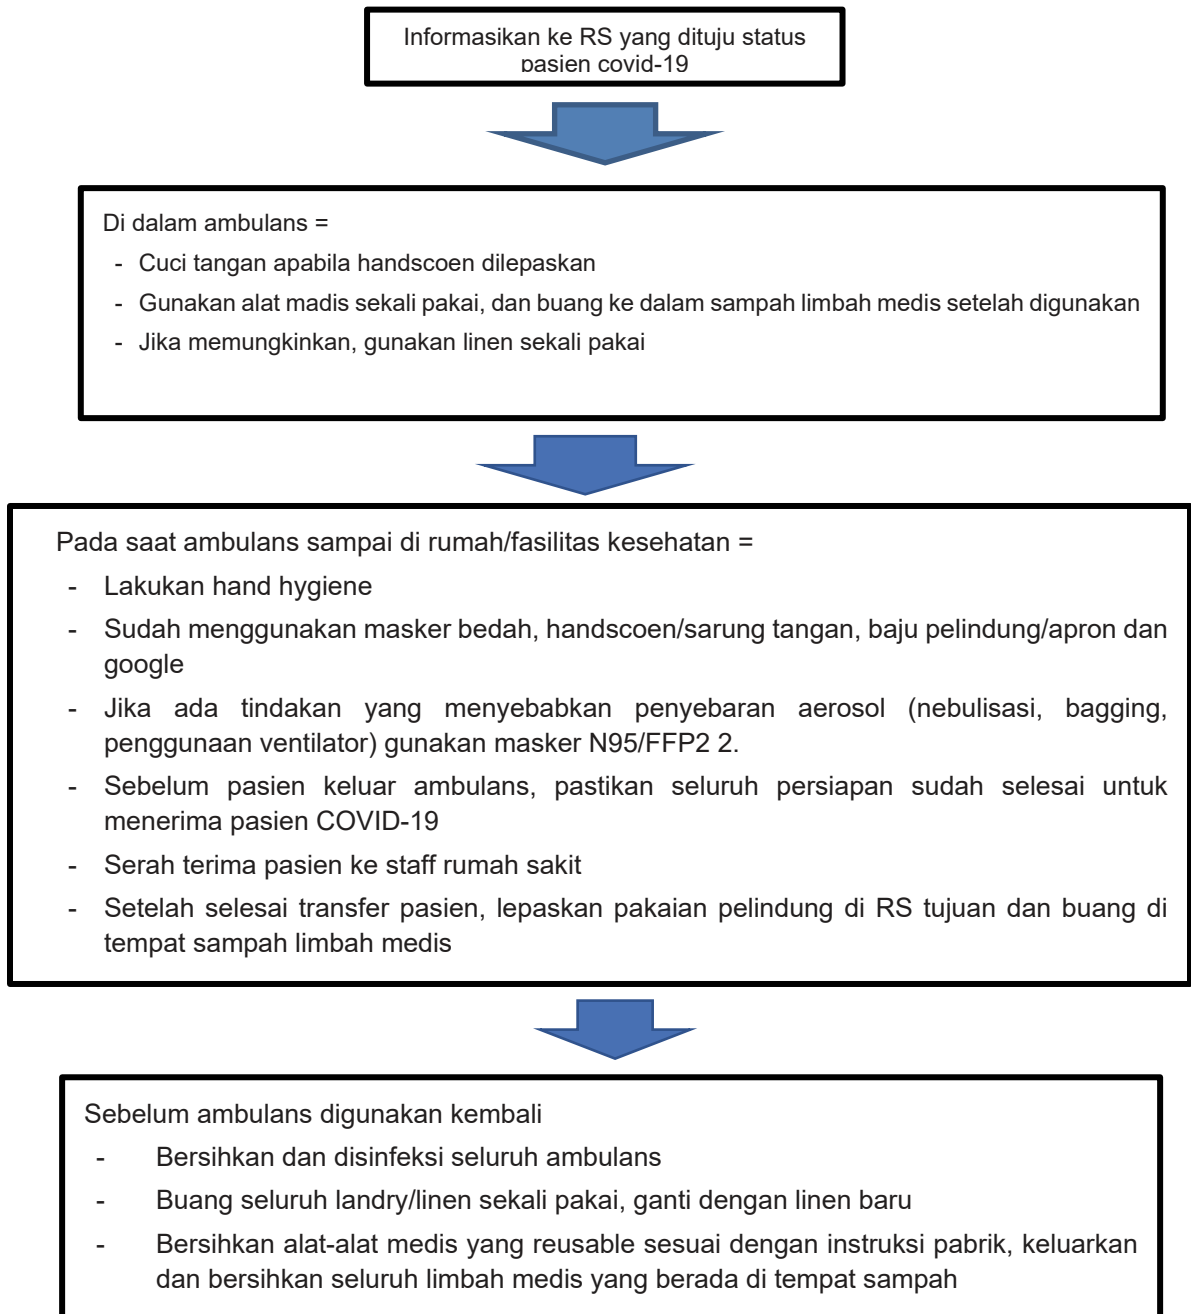 Informasikan ke RS yang dituju status
pasien covid-19
Di dalam ambulans =
- Cuci tangan apabila handscoen dilepaskan
- Gunakan alat madis sekali pakai, dan buang ke dalam sampah limbah medis setelah digunakan
- Jika memungkinkan, gunakan linen sekali pakai
Pada saat ambulans sampai di rumah/fasilitas kesehatan =
- Lakukan hand hygiene
- Sudah menggunakan masker bedah, handscoen/sarung tangan, baju pelindung/apron dan
google
- Jika ada tindakan yang menyebabkan penyebaran aerosol (nebulisasi, bagging,
penggunaan ventilator) gunakan masker N95/FFP2 2.
- Sebelum pasien keluar ambulans, pastikan seluruh persiapan sudah selesai untuk
menerima pasien COVID-19
- Serah terima pasien ke staff rumah sakit
- Setelah selesai transfer pasien, lepaskan pakaian pelindung di RS tujuan dan buang di
tempat sampah limbah medis
Sebelum ambulans digunakan kembali
- Bersihkan dan disinfeksi seluruh ambulans
- Buang seluruh landry/linen sekali pakai, ganti dengan linen baru
- Bersihkan alat-alat medis yang reusable sesuai dengan instruksi pabrik, keluarkan
dan bersihkan seluruh limbah medis yang berada di tempat sampah